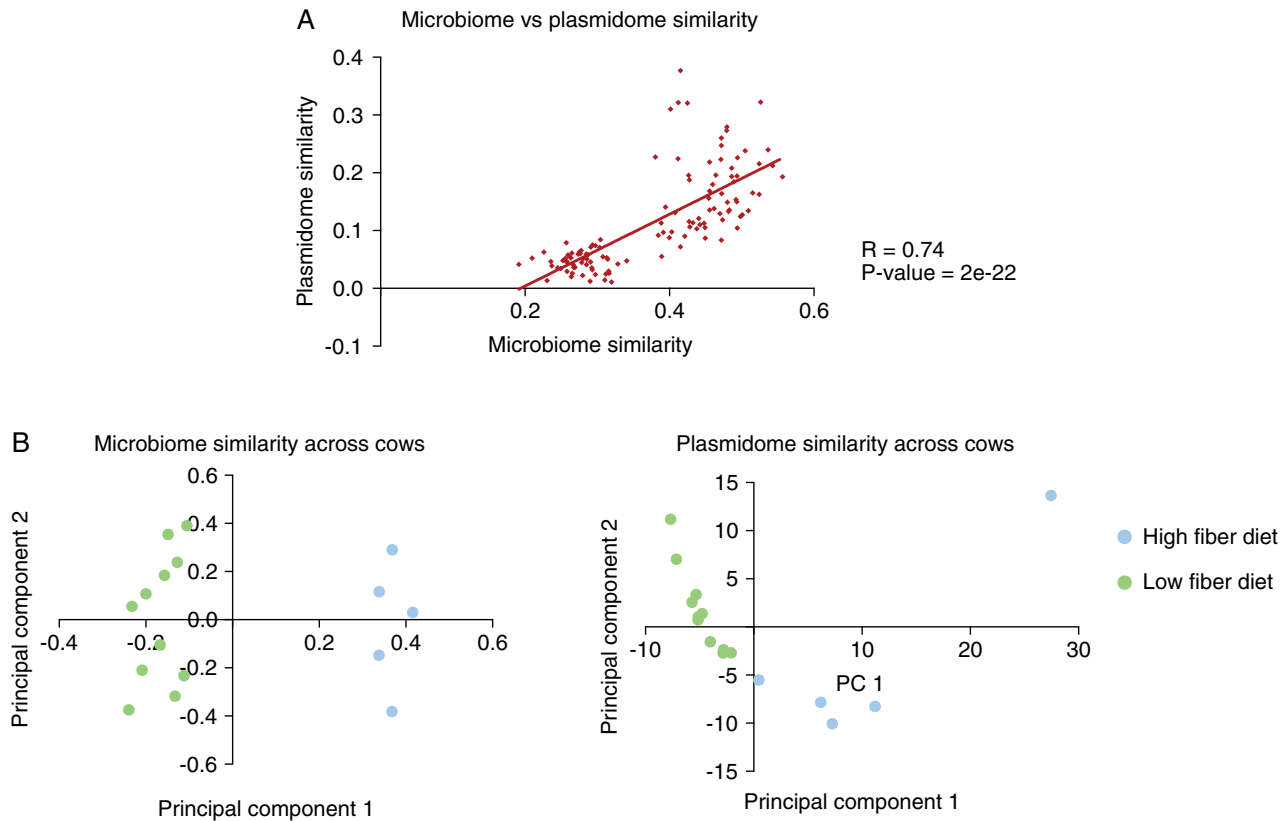 A
Microbiome vs plasmidome similarity
0.4
0.3
0.2
0.1
0.0
-0.1
Plasmidome similarity
0.2
0.4
0.6
Microbiome similarity
R = 0.74
P-value = 2e-22
B
Microbiome similarity across cows
0.6
0.4
0.2
0.0
-0.2
-0.4
-0.6
Principal component 2
-0.4
-0.2
0.2
0.4
0.6
Principal component 1
Plasmidome similarity across cows
15
10
5
-5
-10
-15
Principal component 2
-10
10
20
30
PC 1
Principal component 1
High fiber diet
Low fiber diet